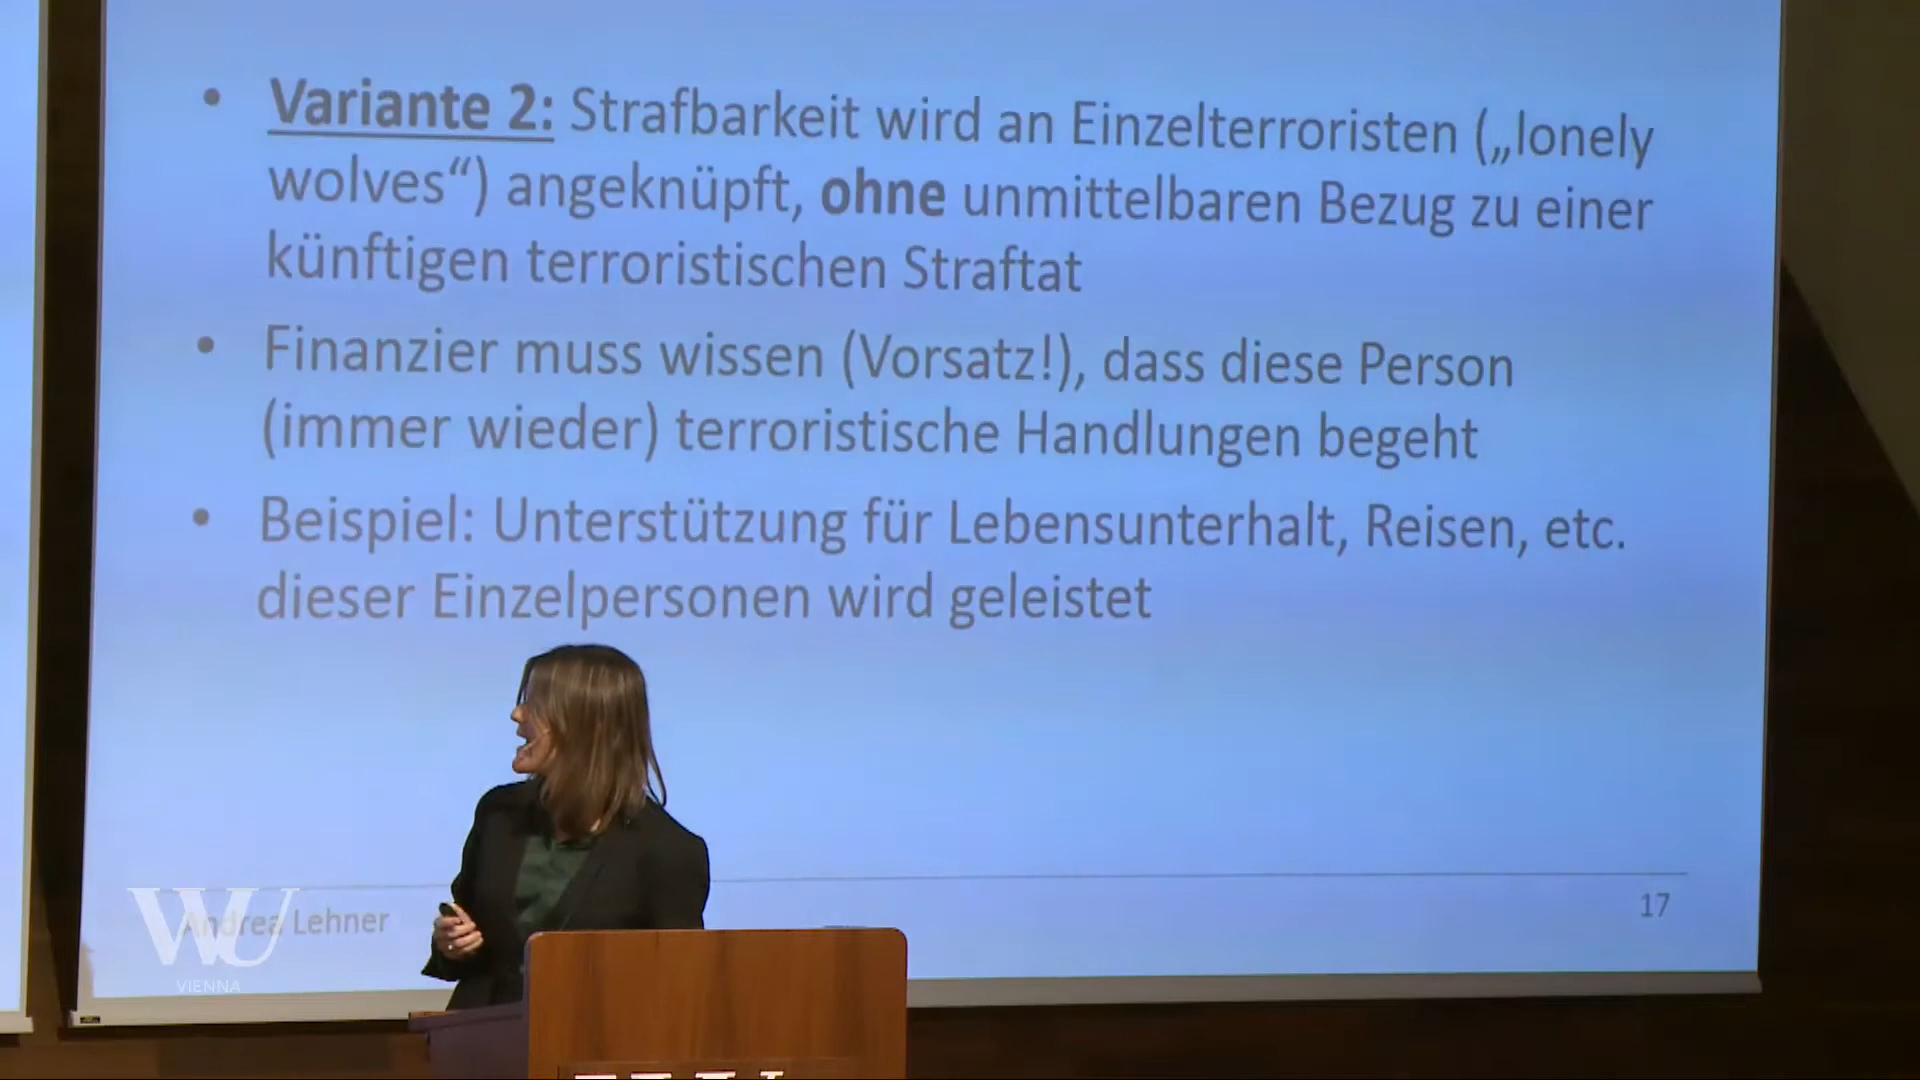 • Variante 2: Strafbarkeit wird an Einzelterroristen („lonely
wolves“) angeknüpft, ohne unmittelbaren Bezug zu einer
künftigen terroristischen Straftat
• Finanzier muss wissen (Vorsatz!), dass diese Person
(immer wieder) terroristische Handlungen begeht
• Beispiel: Unterstützung für Lebensunterhalt, Reisen, etc.
dieser Einzelpersonen wird geleistet
Andrea Lehner
17
WU
VIENNA